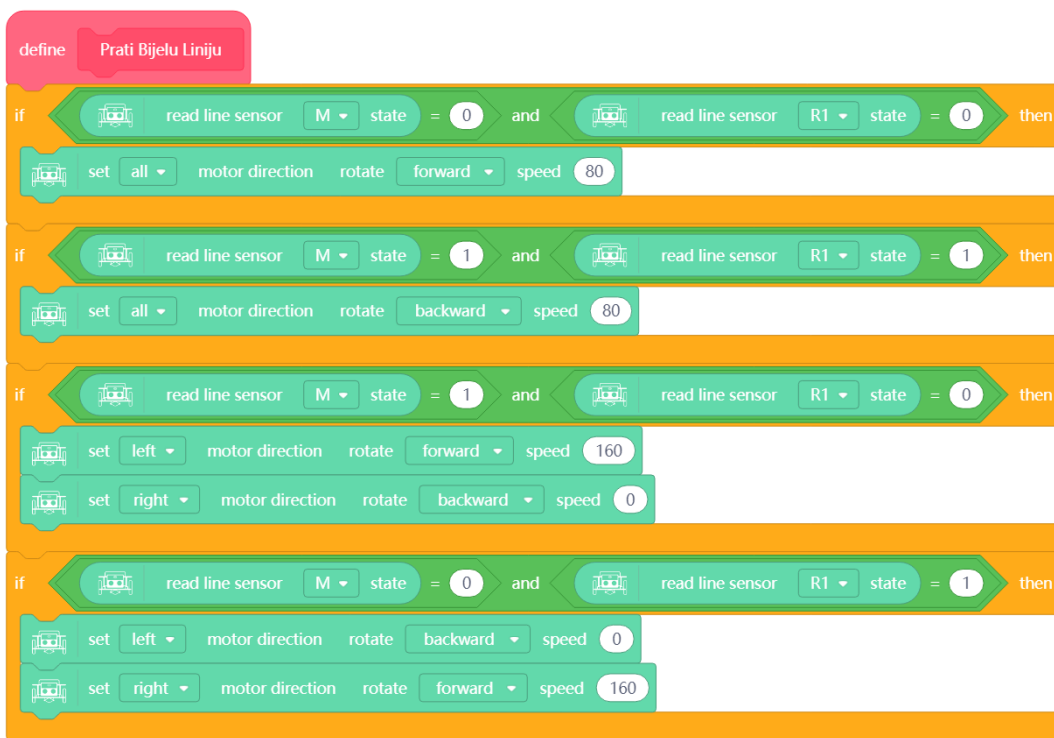 define Prati Bijelu Liniju
if read line sensor M state = 0 and read line sensor R1 state = 0 then
set all motor direction rotate forward speed 80
if read line sensor M state = 1 and read line sensor R1 state = 1 then
set all motor direction rotate backward speed 80
if read line sensor M state = 1 and read line sensor R1 state = 0 then
set left motor direction rotate forward speed 160
set right motor direction rotate backward speed 0
if read line sensor M state = 0 and read line sensor R1 state = 1 then
set left motor direction rotate backward speed 0
set right motor direction rotate forward speed 160